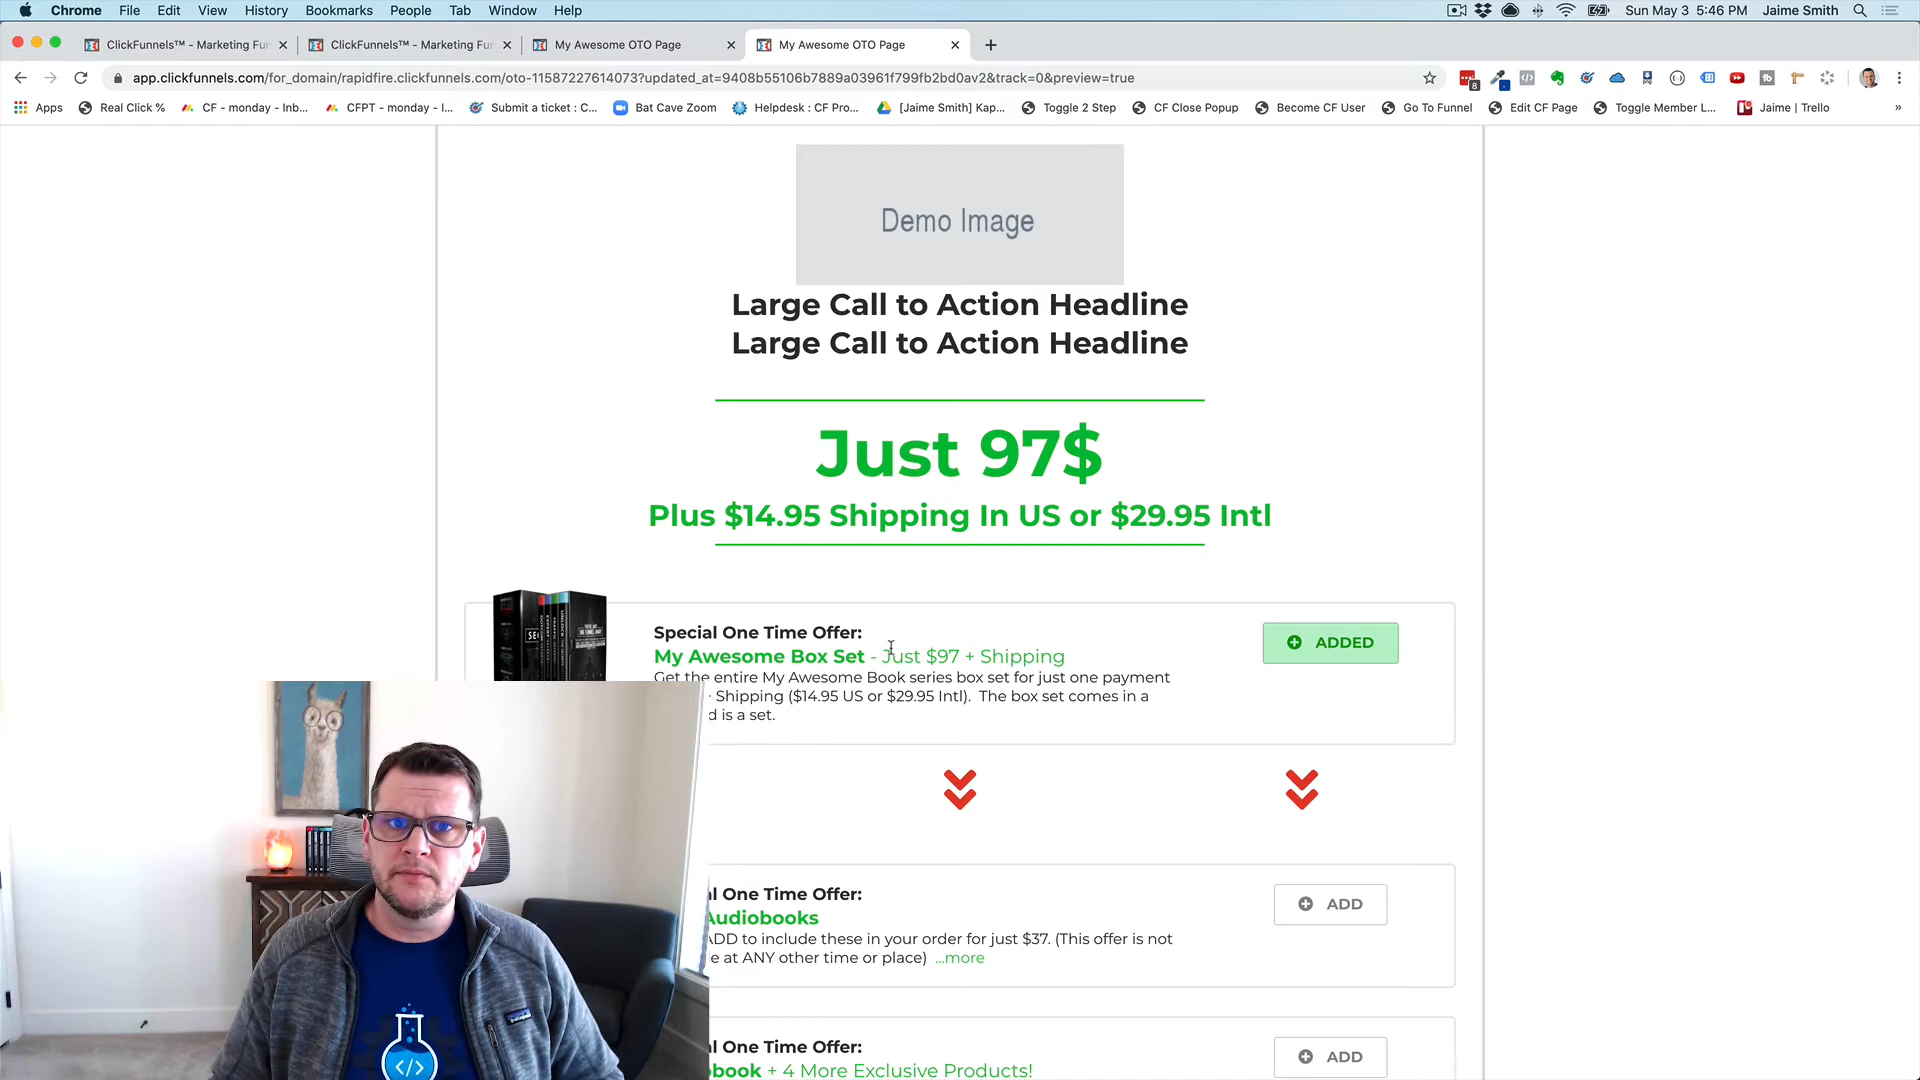 Chrome File Edit View History Bookmarks People Tab Window Help Sun May 3 5:46 PM Jaime Smith
ClickFunnels™ - Marketing Fu ClickFunnels™ - Marketing Fu My Awesome OTO Page My Awesome OTO Page
app.clickfunnels.com/for_domain/rapidfire.clickfunnels.com/oto-11587227614073?updated_at=9408b55106b7889a03961f799fb2bd0av2&track=0&preview=true
8
Apps Real Click % CF - monday - Inb... CFPT - monday - I... Submit a ticket : C... Bat Cave Zoom Helpdesk : CF Pro... [Jaime Smith] Kap... Toggle 2 Step CF Close Popup Become CF User Go To Funnel Edit CF Page Toggle Member L... Jaime | Trello »
Demo Image
Large Call to Action Headline
Large Call to Action Headline
Just 97$
Plus $14.95 Shipping In US or $29.95 Intl
Special One Time Offer:
ADDED
My Awesome Box Set - Just $97 + Shipping
Get the entire My Awesome Book series box set for just one payment
Shipping ($14.95 US or $29.95 Intl). The box set comes in a
d is a set.
l One Time Offer:
ADD
Audiobooks
ADD to include these in your order for just $37. (This offer is not
e at ANY other time or place) ...more
l One Time Offer:
ADD
book + 4 More Exclusive Products!
patagonia
</>